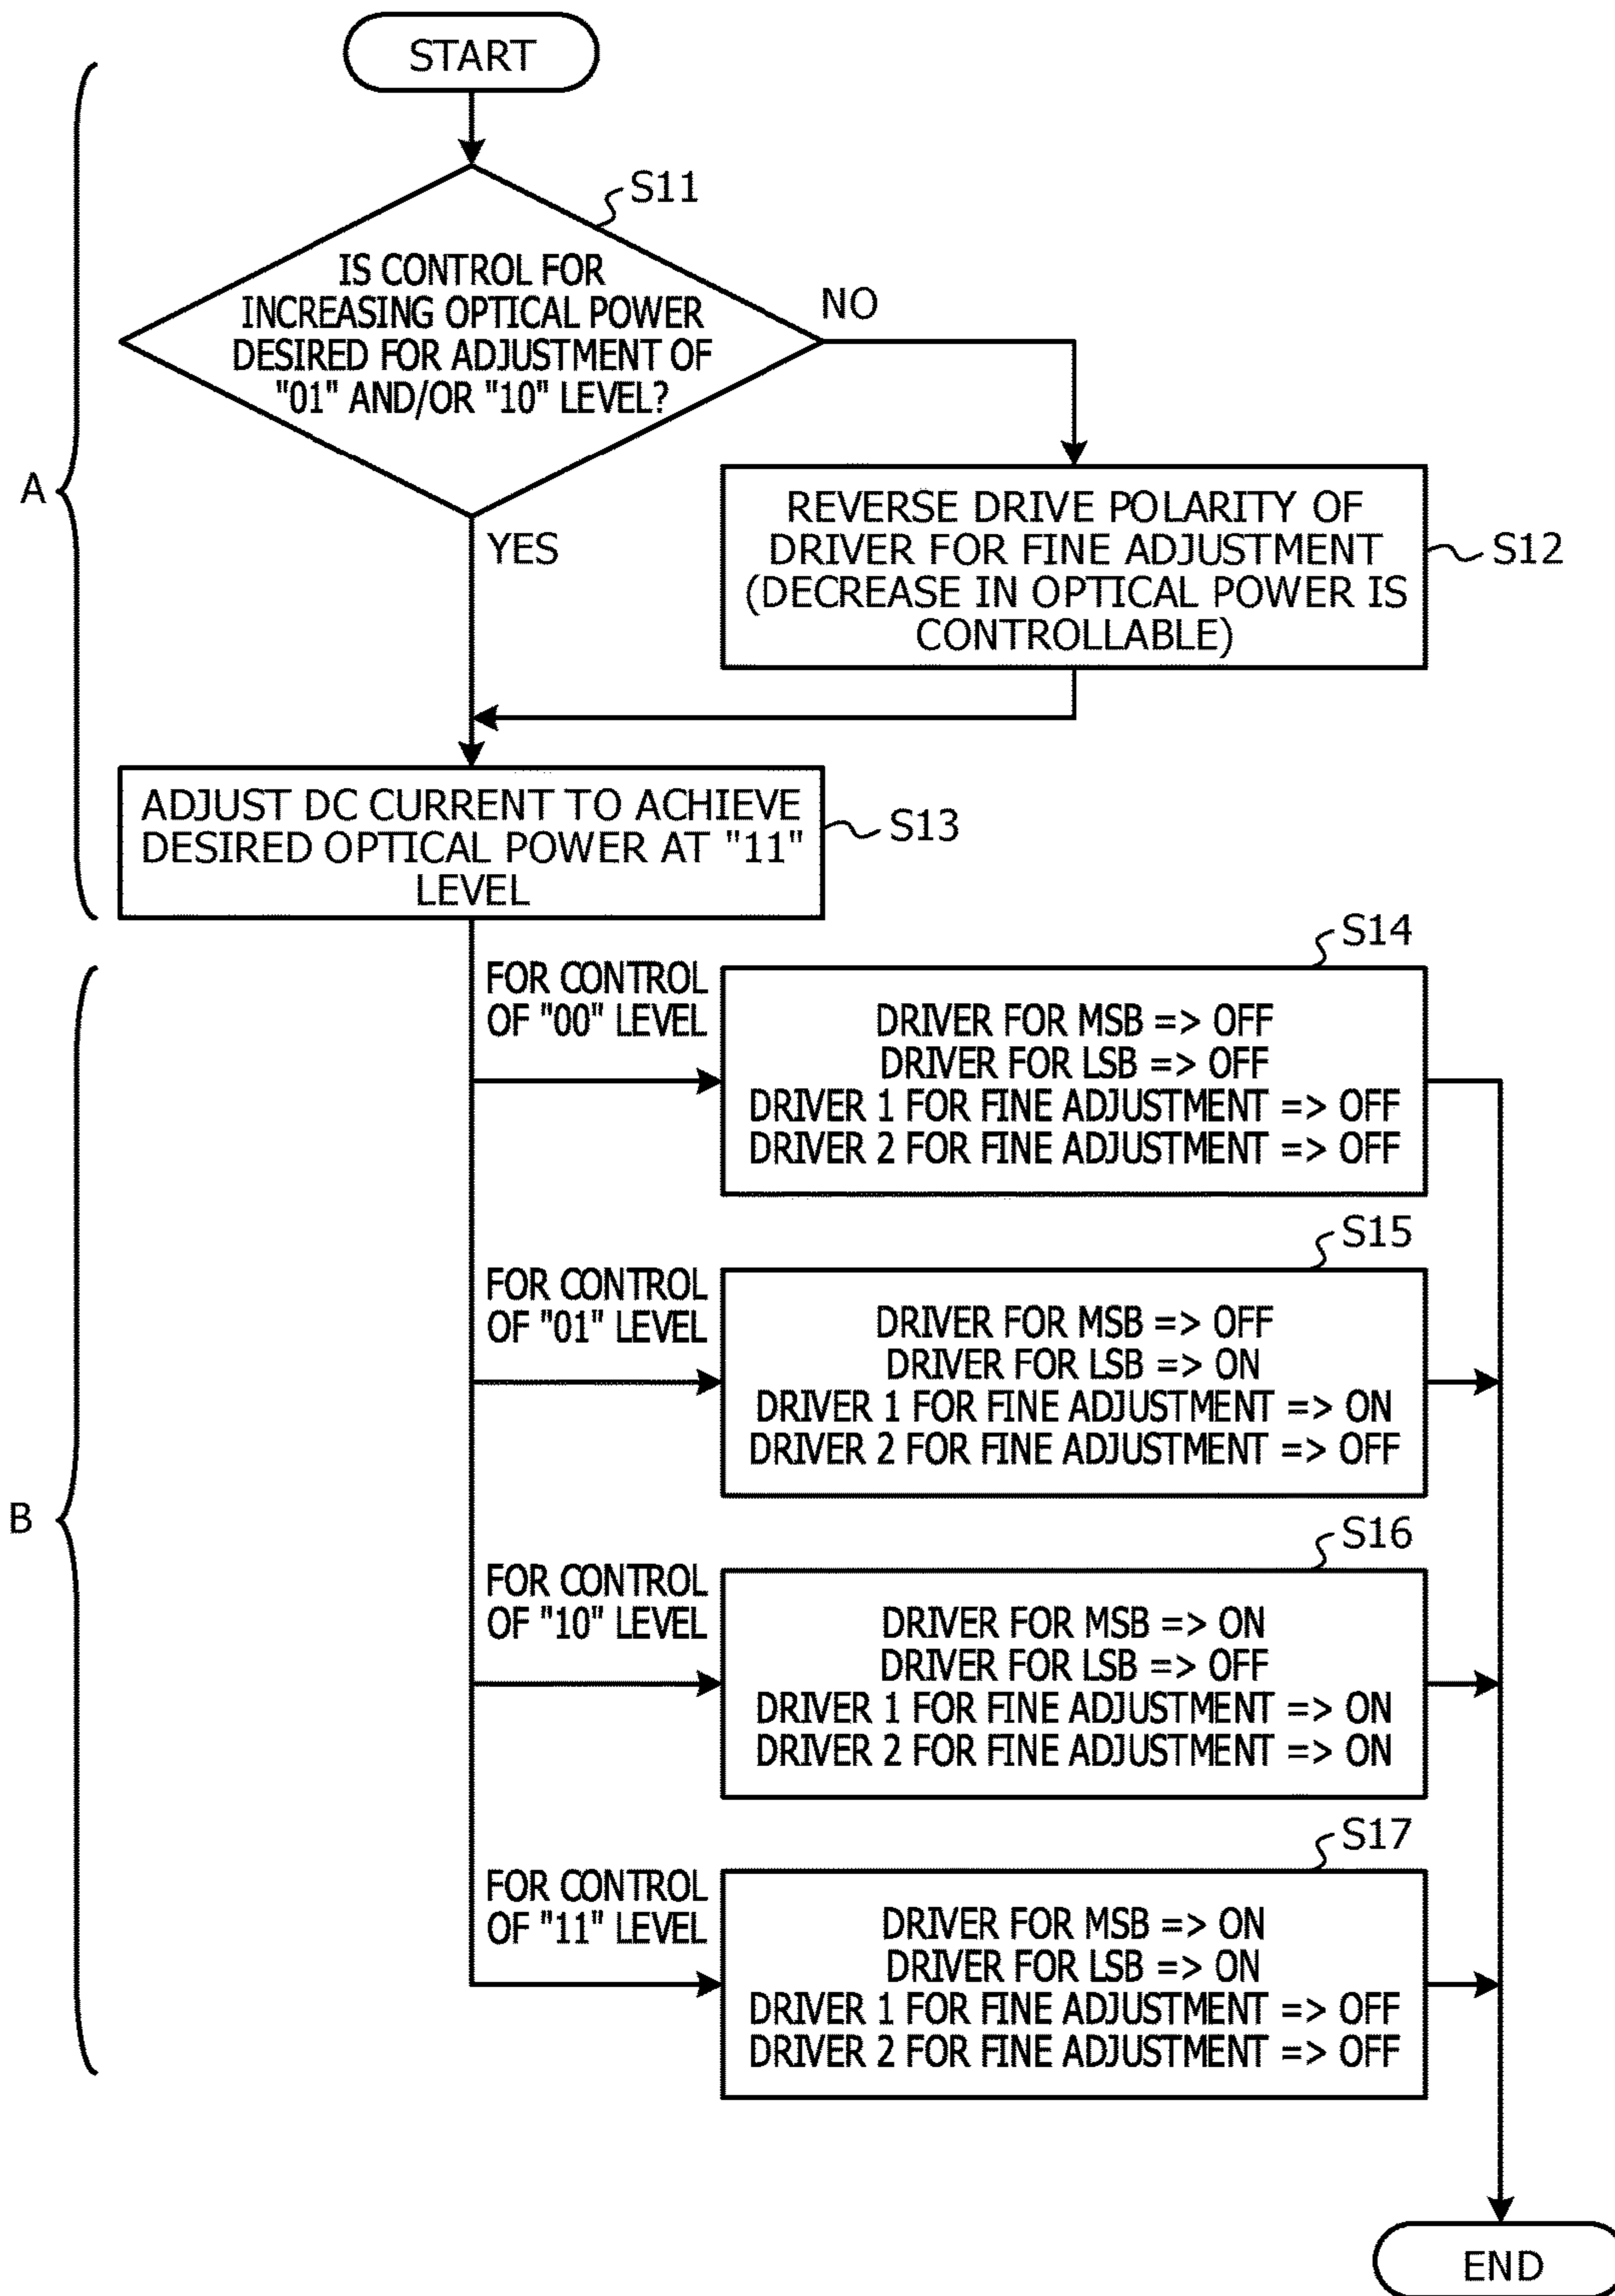 START
S11
IS CONTROL FOR
INCREASING OPTICAL POWER
DESIRED FOR ADJUSTMENT OF
"01" AND/OR "10" LEVEL?
NO
YES
A
REVERSE DRIVE POLARITY OF
DRIVER FOR FINE ADJUSTMENT
(DECREASE IN OPTICAL POWER IS
CONTROLLABLE)
S12
ADJUST DC CURRENT TO ACHIEVE
DESIRED OPTICAL POWER AT "11"
LEVEL
S13
B
FOR CONTROL
OF "00" LEVEL
S14
DRIVER FOR MSB => OFF
DRIVER FOR LSB => OFF
DRIVER 1 FOR FINE ADJUSTMENT => OFF
DRIVER 2 FOR FINE ADJUSTMENT => OFF
FOR CONTROL
OF "01" LEVEL
S15
DRIVER FOR MSB => OFF
DRIVER FOR LSB => ON
DRIVER 1 FOR FINE ADJUSTMENT => ON
DRIVER 2 FOR FINE ADJUSTMENT => OFF
FOR CONTROL
OF "10" LEVEL
S16
DRIVER FOR MSB => ON
DRIVER FOR LSB => OFF
DRIVER 1 FOR FINE ADJUSTMENT => ON
DRIVER 2 FOR FINE ADJUSTMENT => ON
FOR CONTROL
OF "11" LEVEL
S17
DRIVER FOR MSB => ON
DRIVER FOR LSB => ON
DRIVER 1 FOR FINE ADJUSTMENT => OFF
DRIVER 2 FOR FINE ADJUSTMENT => OFF
END